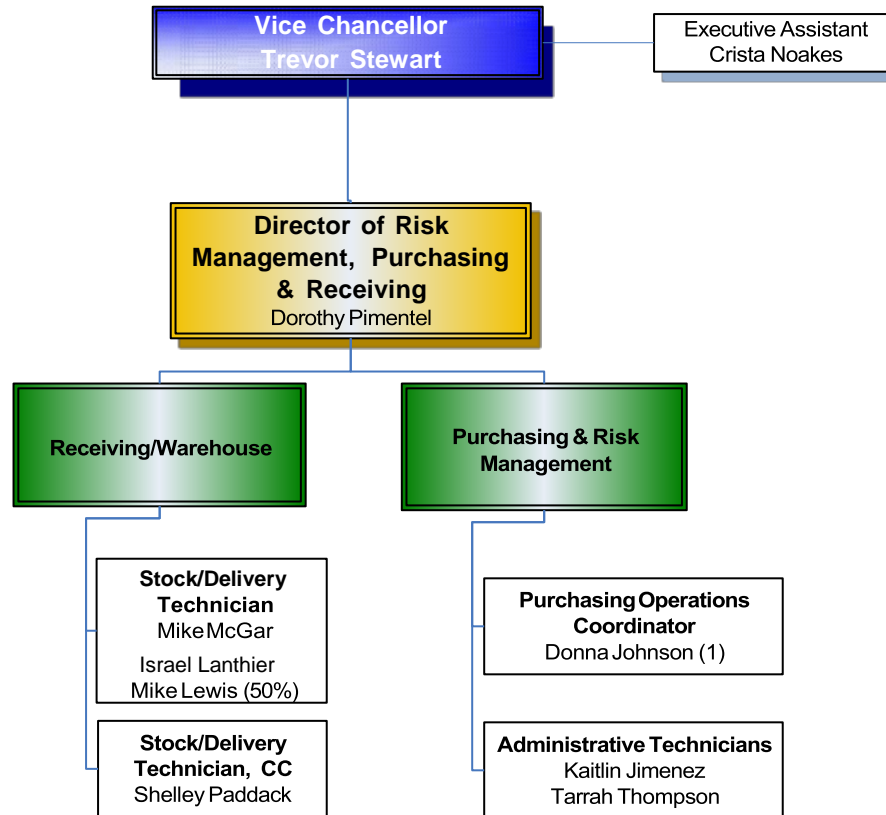 Vice Chancellor
Trevor Stewart
Executive Assistant
Crista Noakes
Director of Risk
Management, Purchasing
& Receiving
Dorothy Pimentel
Receiving/Warehouse
Purchasing & Risk
Management
Stock/Delivery
Technician
Mike McGar
Israel Lanthier
Mike Lewis (50%)
Stock/Delivery
Technician, CC
Shelley Paddack
Purchasing Operations
Coordinator
Donna Johnson (1)
Administrative Technicians
Kaitlin Jimenez
Tarrah Thompson